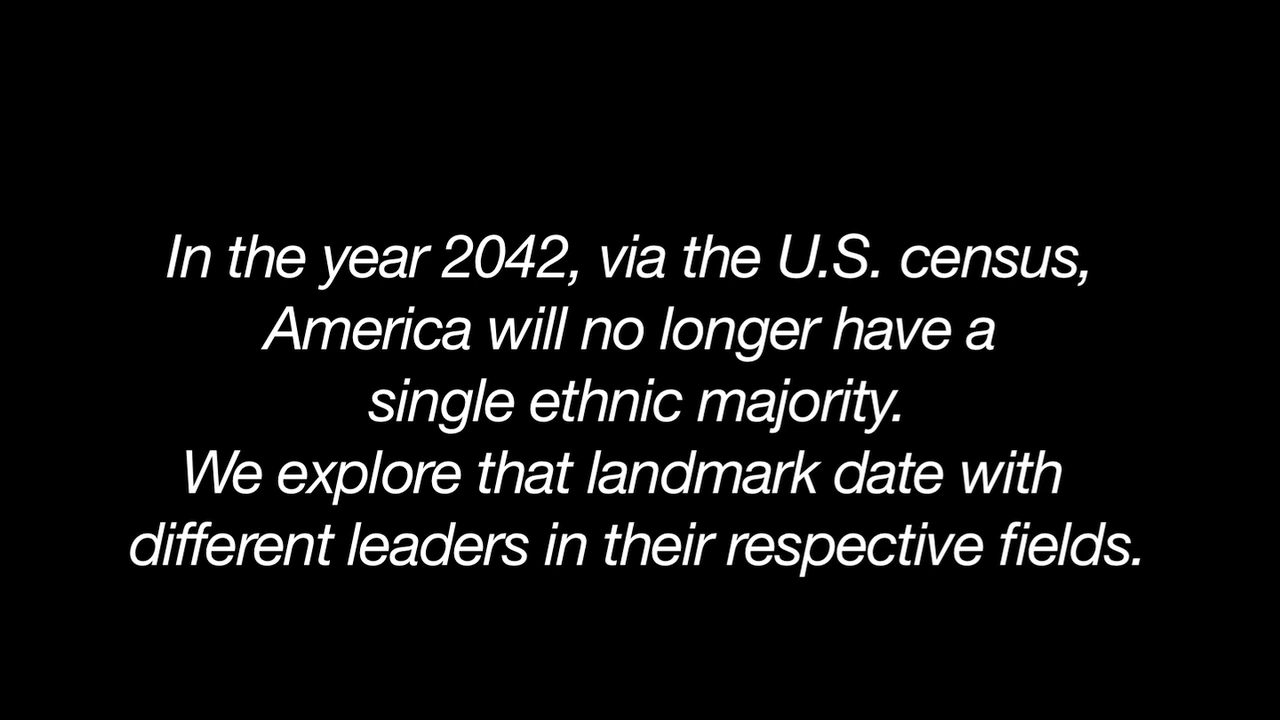 In the year 2042, via the U.S. census,
America will no longer have a
single ethnic majority.
We explore that landmark date with
different leaders in their respective fields.